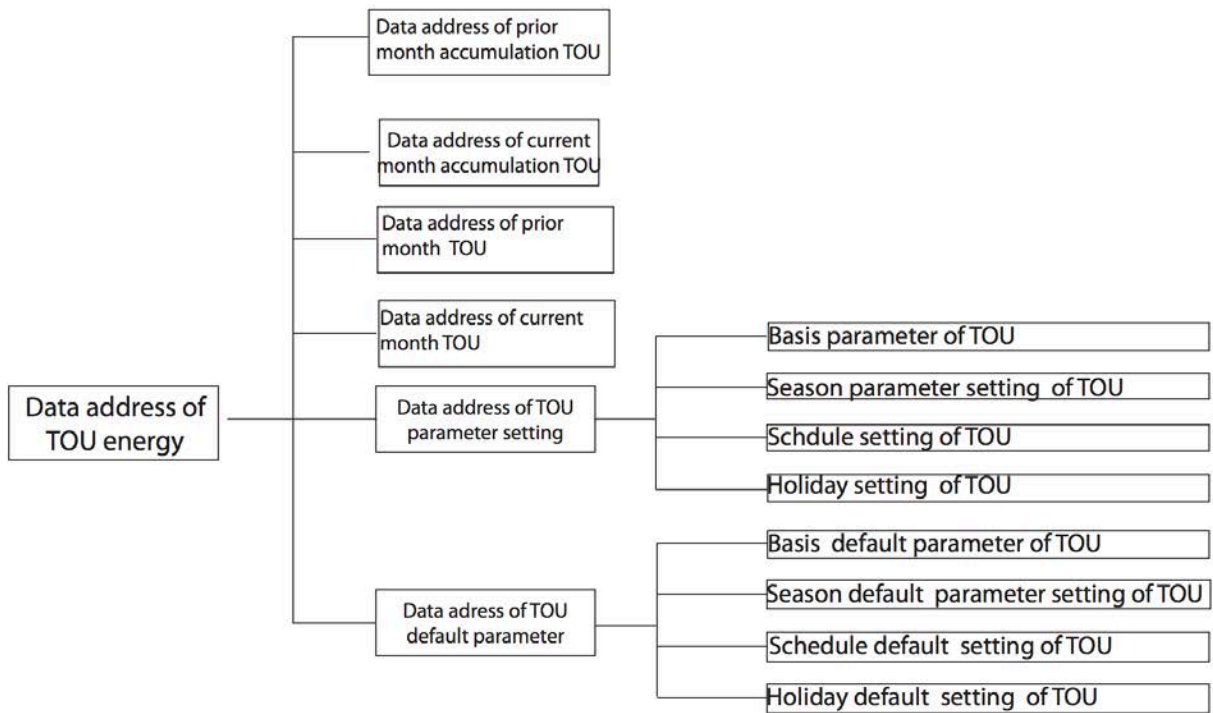 Data address of prior
month accumulation TOU
Data address of current
month accumulation TOU
Data address of prior
month TOU
Data address of current
month TOU
Data address of
TOU energy
Data address of TOU
parameter setting
Basis parameter of TOU
Season parameter setting of TOU
Schdule setting of TOU
Holiday setting of TOU
Data adress of TOU
default parameter
Basis default parameter of TOU
Season default parameter setting of TOU
Schedule default setting of TOU
Holiday default setting of TOU